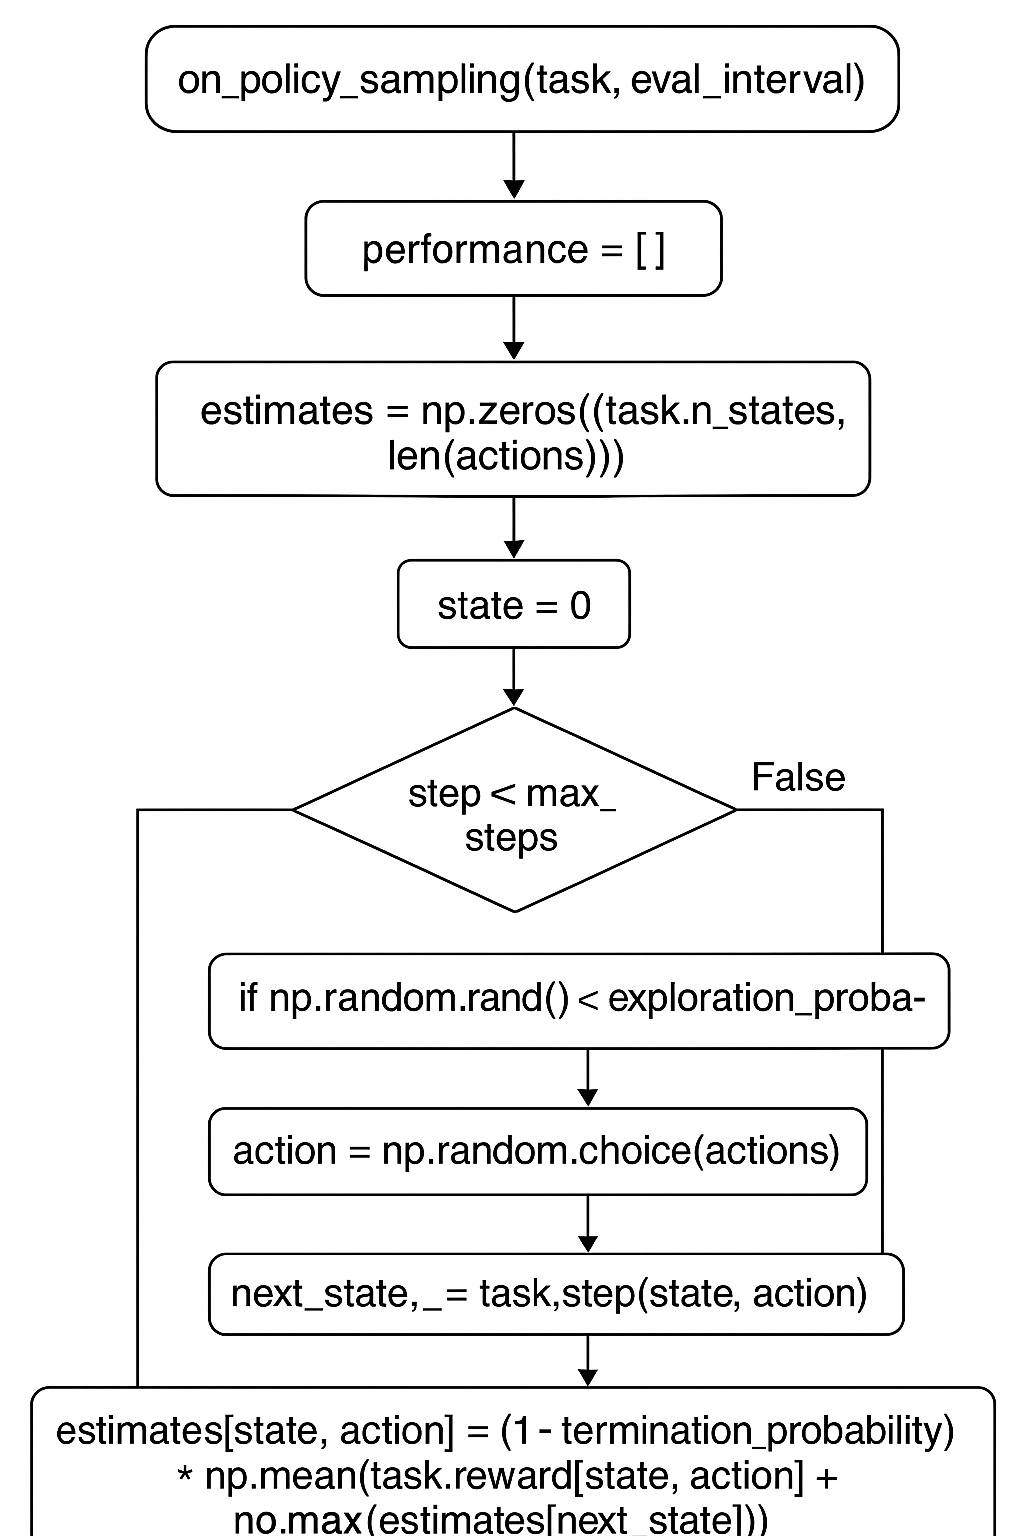 on_policy_sampling(task, eval_interval)
performance = [ ]
estimates = np.zeros((task.n_states,
len(actions)))
state = 0
step < max_
steps
False
if np.random.rand() < exploration_proba-
action = np.random.choice(actions)
next_state,_= task,step(state, action)
estimates[state, action] = (1 - termination_probability)
* np.mean(task.reward[state, action] +
no.max(estimates[next_state]))